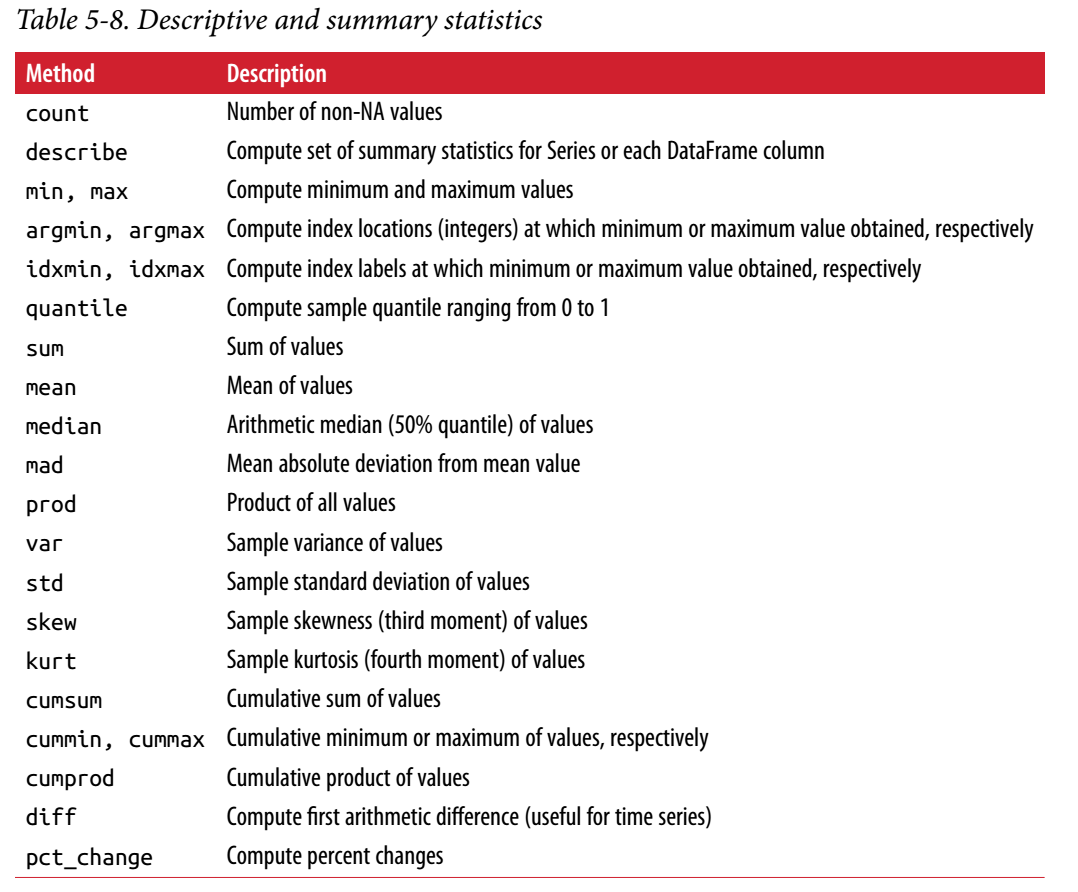 Table 5-8. Descriptive and summary statistics
Method Description
count Number of non-NA values
describe Compute set of summary statistics for Series or each DataFrame column
min, max Compute minimum and maximum values
argmin, argmax Compute index locations (integers) at which minimum or maximum value obtained, respectively
idxmin, idxmax Compute index labels at which minimum or maximum value obtained, respectively
quantile Compute sample quantile ranging from 0 to 1
sum Sum of values
mean Mean of values
median Arithmetic median (50% quantile) of values
mad Mean absolute deviation from mean value
prod Product of all values
var Sample variance of values
std Sample standard deviation of values
skew Sample skewness (third moment) of values
kurt Sample kurtosis (fourth moment) of values
cumsum Cumulative sum of values
cummin, cummax Cumulative minimum or maximum of values, respectively
cumprod Cumulative product of values
diff Compute first arithmetic difference (useful for time series)
pct_change Compute percent changes